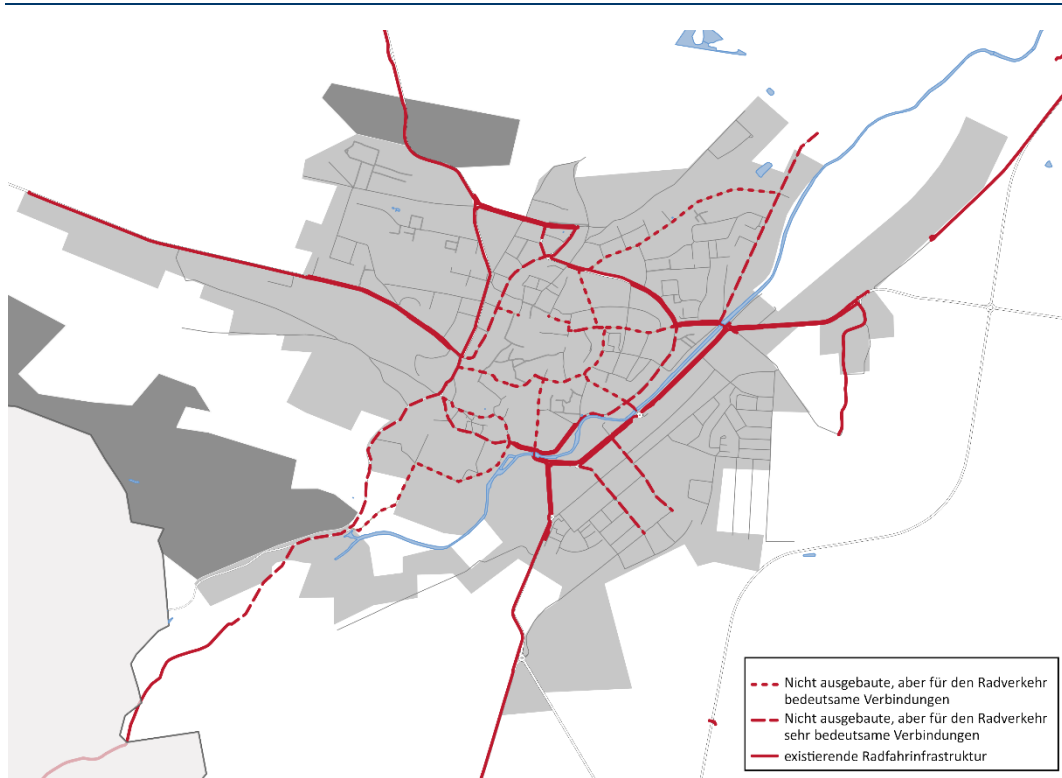 Nicht ausgebaute, aber für den Radverkehr
bedeutsame Verbindungen
Nicht ausgebaute, aber für den Radverkehr
sehr bedeutsame Verbindungen
existierende Radfahrinfrastruktur